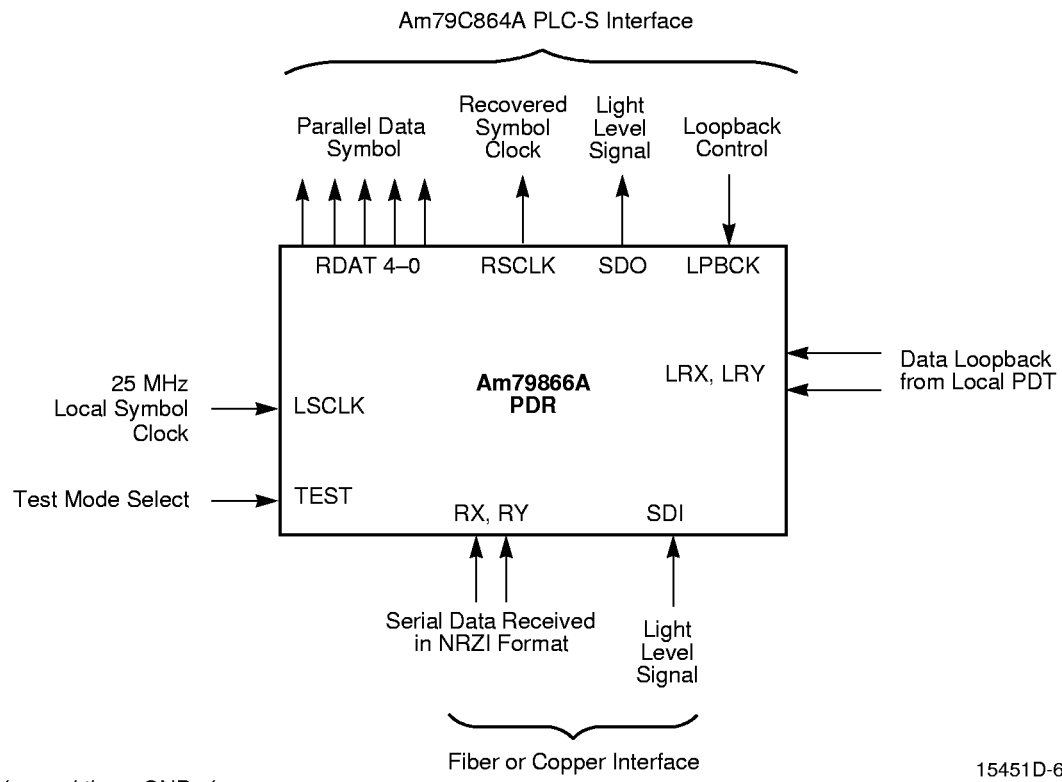 Am79C864A PLC-S Interface
Parallel Data
Symbol
Recovered
Symbol
Clock
Light
Level
Signal
Loopback
Control
RDAT 4–0
RSCLK
SDO
LPBCK
25 MHz
Local Symbol
Clock
LSCLK
Am79866A
PDR
LRX, LRY
Data Loopback
from Local PDT
Test Mode Select
TEST
RX, RY
SDI
Serial Data Received
in NRZI Format
Light
Level
Signal
Fiber or Copper Interface
15451D-6